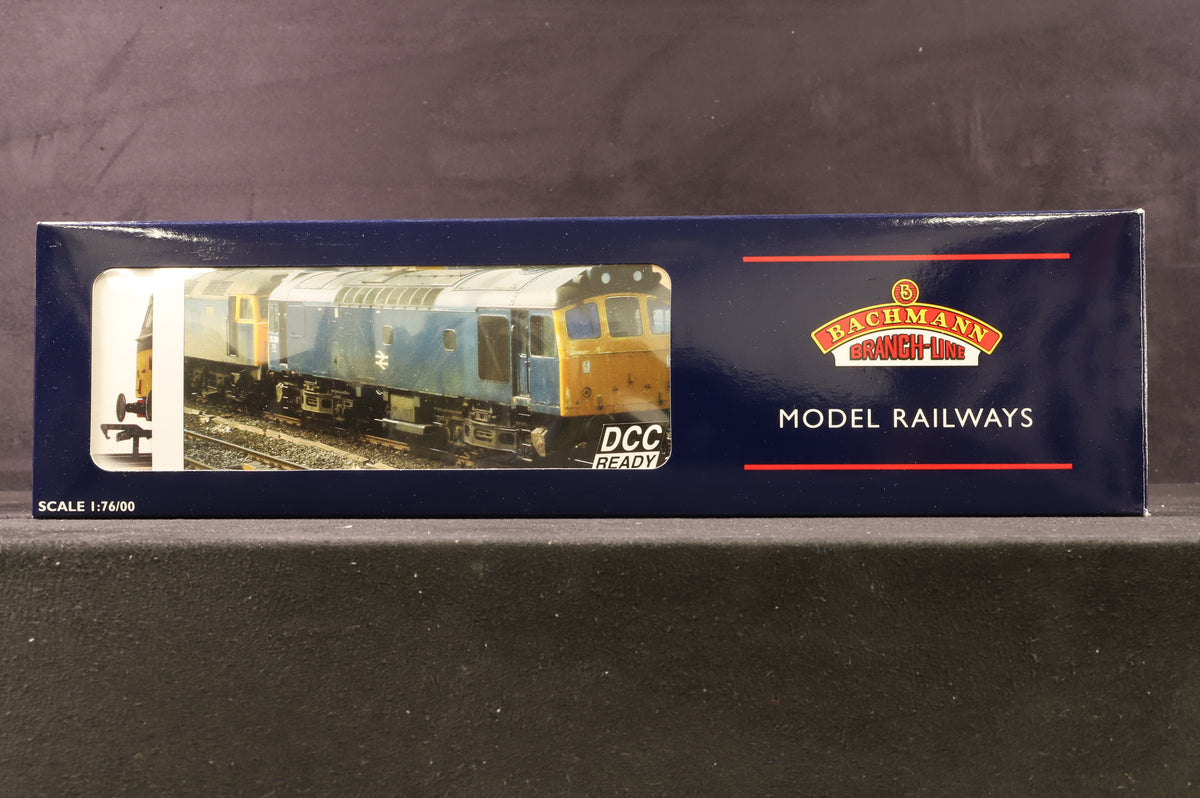 BACHMANN
BRANCH-LINE
MODEL RAILWAYS
DCC
READY
SCALE 1:76/00